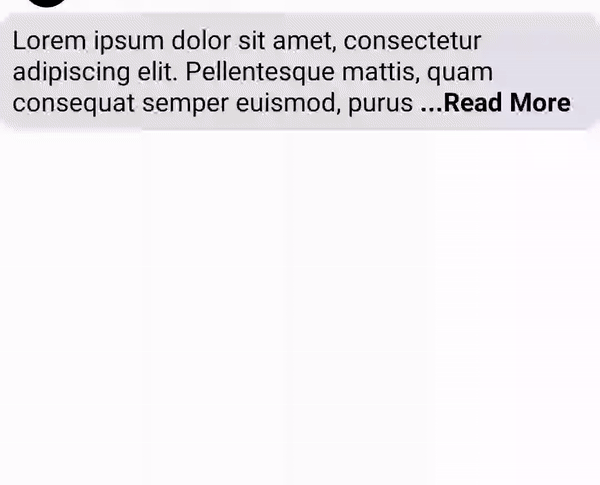 Lorem ipsum dolor sit amet, consectetur
adipiscing elit. Pellentesque mattis, quam
consequat semper euismod, purus ...Read More